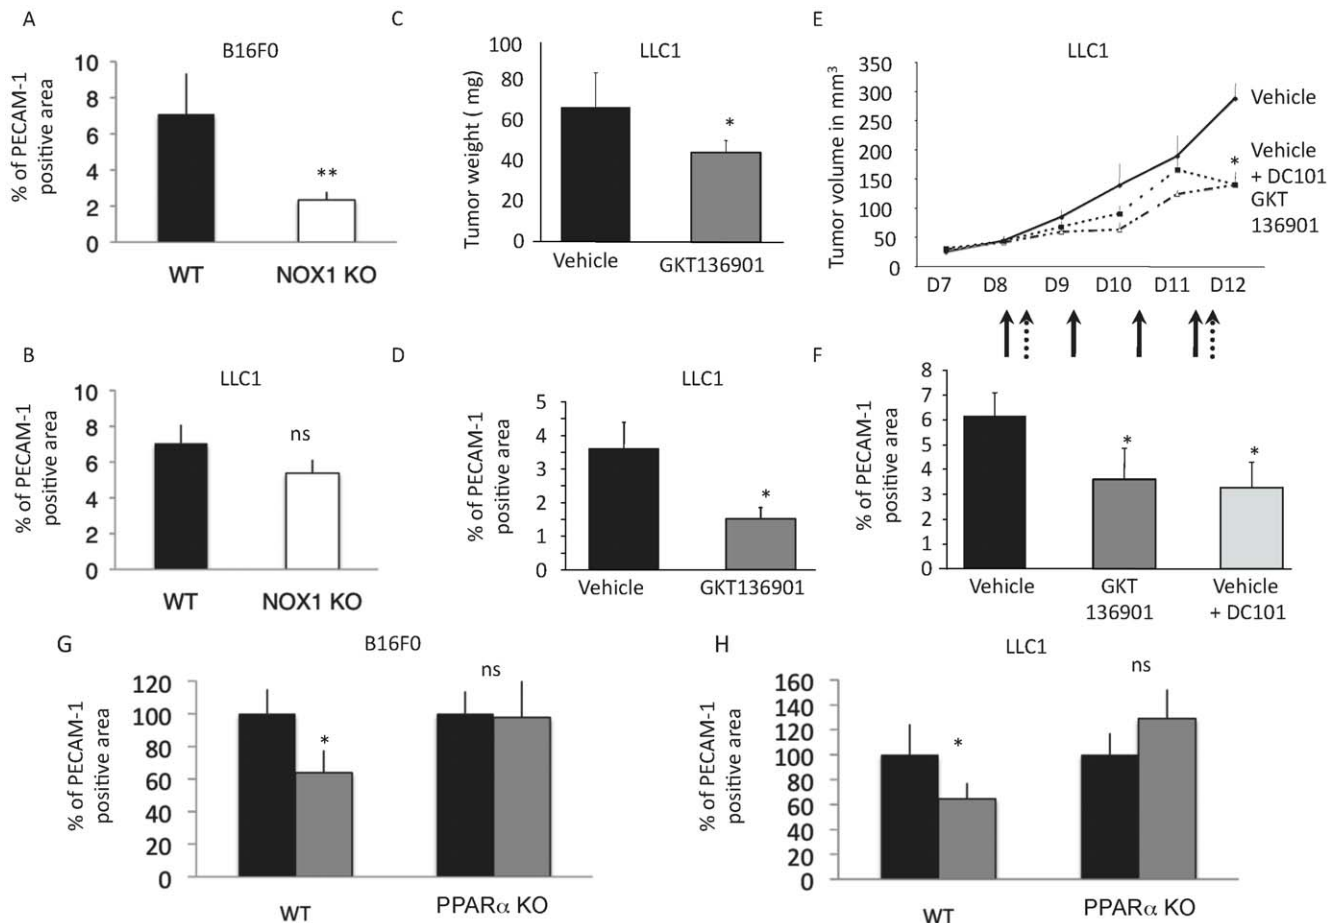 A
B16F0
% of PECAM-1
positive area
10
8
6
4
2
0
**
WT
NOX1 KO
C
LLC1
Tumor weight ( mg)
100
80
60
40
20
0
*
Vehicle
GKT136901
E
LLC1
Tumor volume in mm³
350
300
250
200
150
100
50
0
Vehicle
*
Vehicle
+ DC101
GKT
136901
D7
D8
D9
D10
D11
D12
B
LLC1
% of PECAM-1
positive area
10
8
6
4
2
0
ns
WT
NOX1 KO
D
LLC1
% of PECAM-1
positive area
5
4
3
2
1
0
*
Vehicle
GKT136901
F
% of PECAM-1
positive area
8
7
6
5
4
3
2
1
0
*
*
Vehicle
GKT
136901
Vehicle
+ DC101
G
B16F0
% of PECAM-1
positive area
120
100
80
60
40
20
0
*
ns
WT
PPARα KO
H
LLC1
% of PECAM-1
positive area
160
140
120
100
80
60
40
20
0
*
ns
WT
PPARα KO